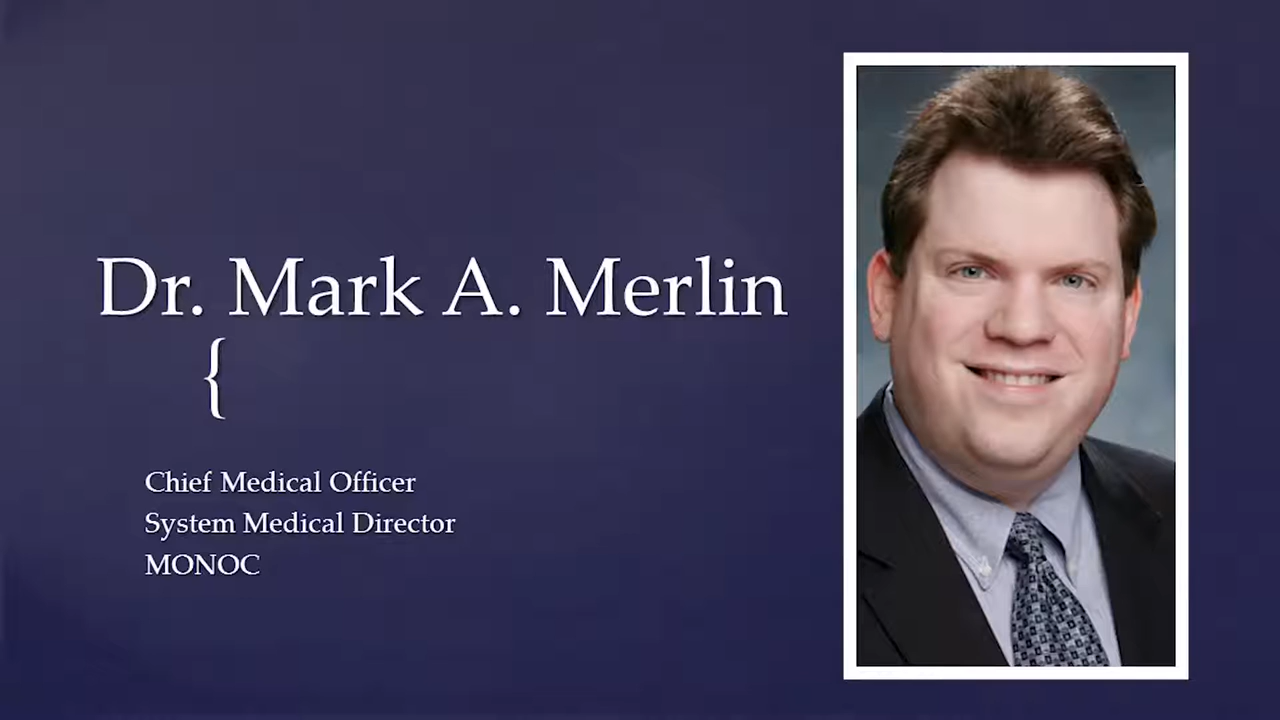 Dr. Mark A. Merlin
{
Chief Medical Officer
System Medical Director
MONOC